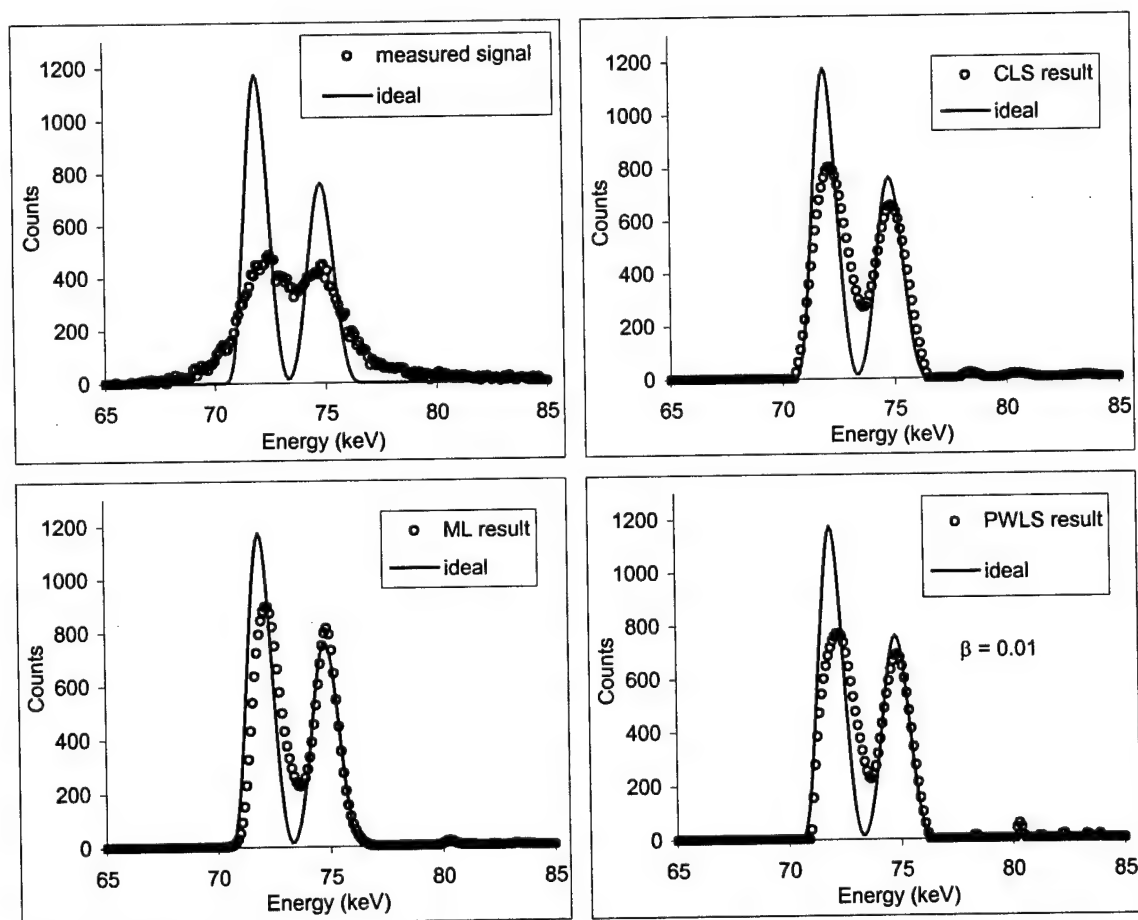 measured signal
ideal
1200
1000
800
600
400
200
0
Counts
65 70 75 80 85
Energy (keV)
CLS result
ideal
1200
1000
800
600
400
200
0
Counts
65 70 75 80 85
Energy (keV)
ML result
ideal
1200
1000
800
600
400
200
0
Counts
65 70 75 80 85
Energy (keV)
PWLS result
ideal
β = 0.01
1200
1000
800
600
400
200
0
Counts
65 70 75 80 85
Energy (keV)